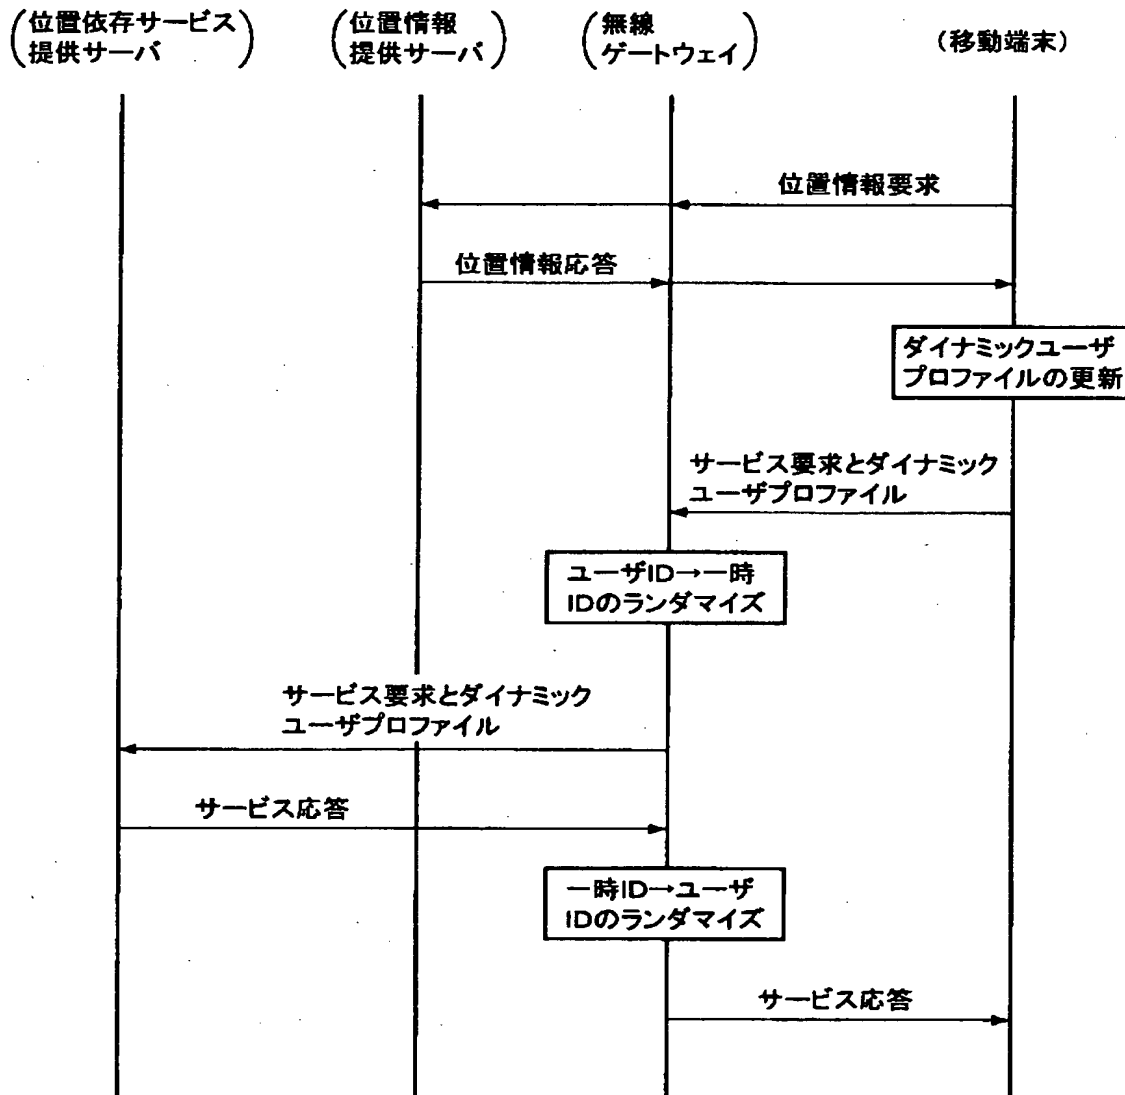 (位置依存サービス
提供サーバ)
(位置情報
提供サーバ)
(無線
ゲートウェイ)
(移動端末)
位置情報要求
位置情報応答
ダイナミックユーザ
プロファイルの更新
サービス要求とダイナミック
ユーザプロファイル
ユーザID→一時
IDのランダマイズ
サービス要求とダイナミック
ユーザプロファイル
サービス応答
一時ID→ユーザ
IDのランダマイズ
サービス応答